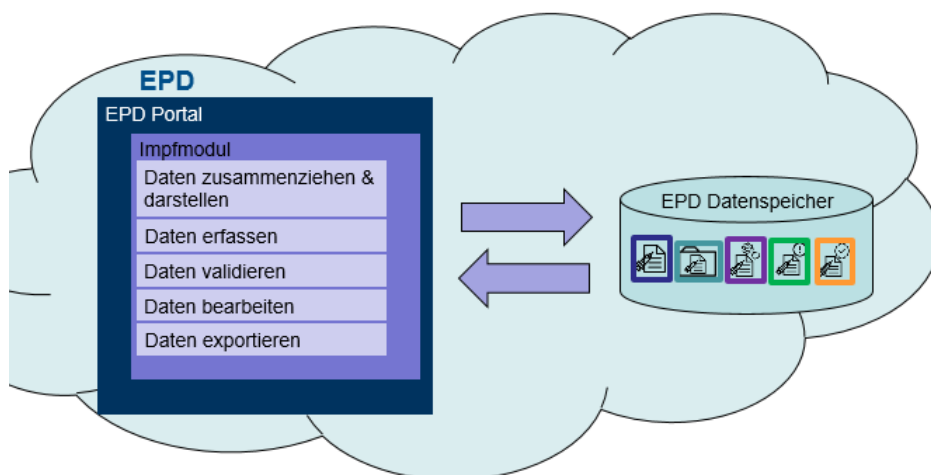 EPD
EPD Portal
Impfmodul
Daten zusammenziehen &
darstellen
Daten erfassen
Daten validieren
Daten bearbeiten
Daten exportieren
EPD Datenspeicher